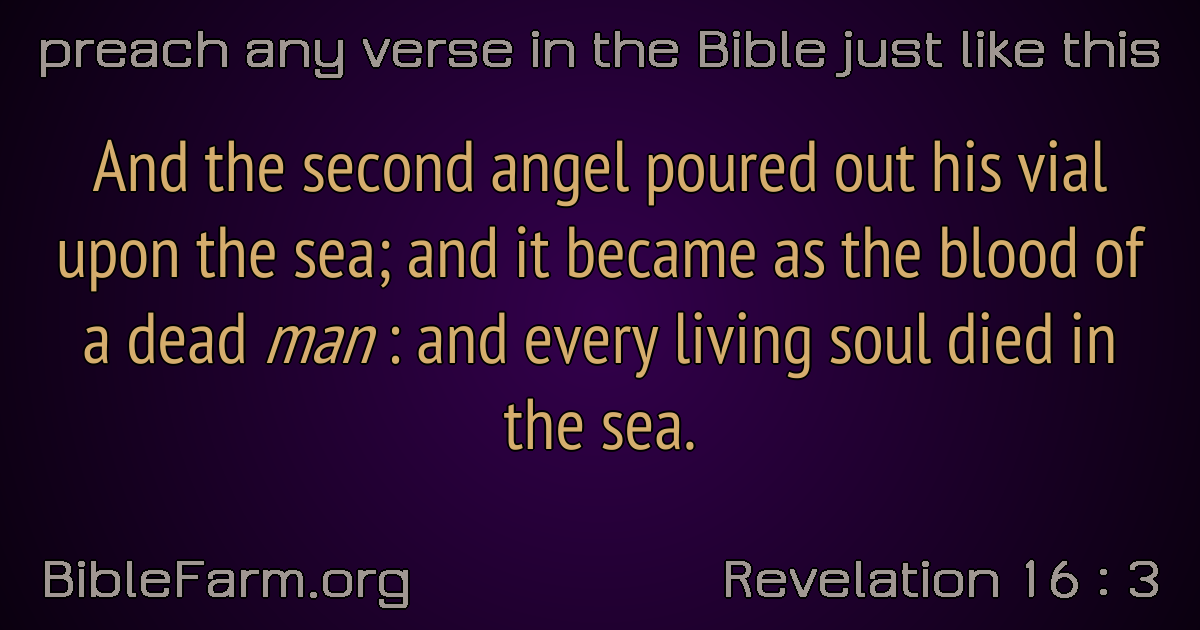 preach any verse in the Bible just like this
And the second angel poured out his vial
upon the sea; and it became as the blood of
a dead man : and every living soul died in
the sea.
BibleFarm.org
Revelation 16 : 3